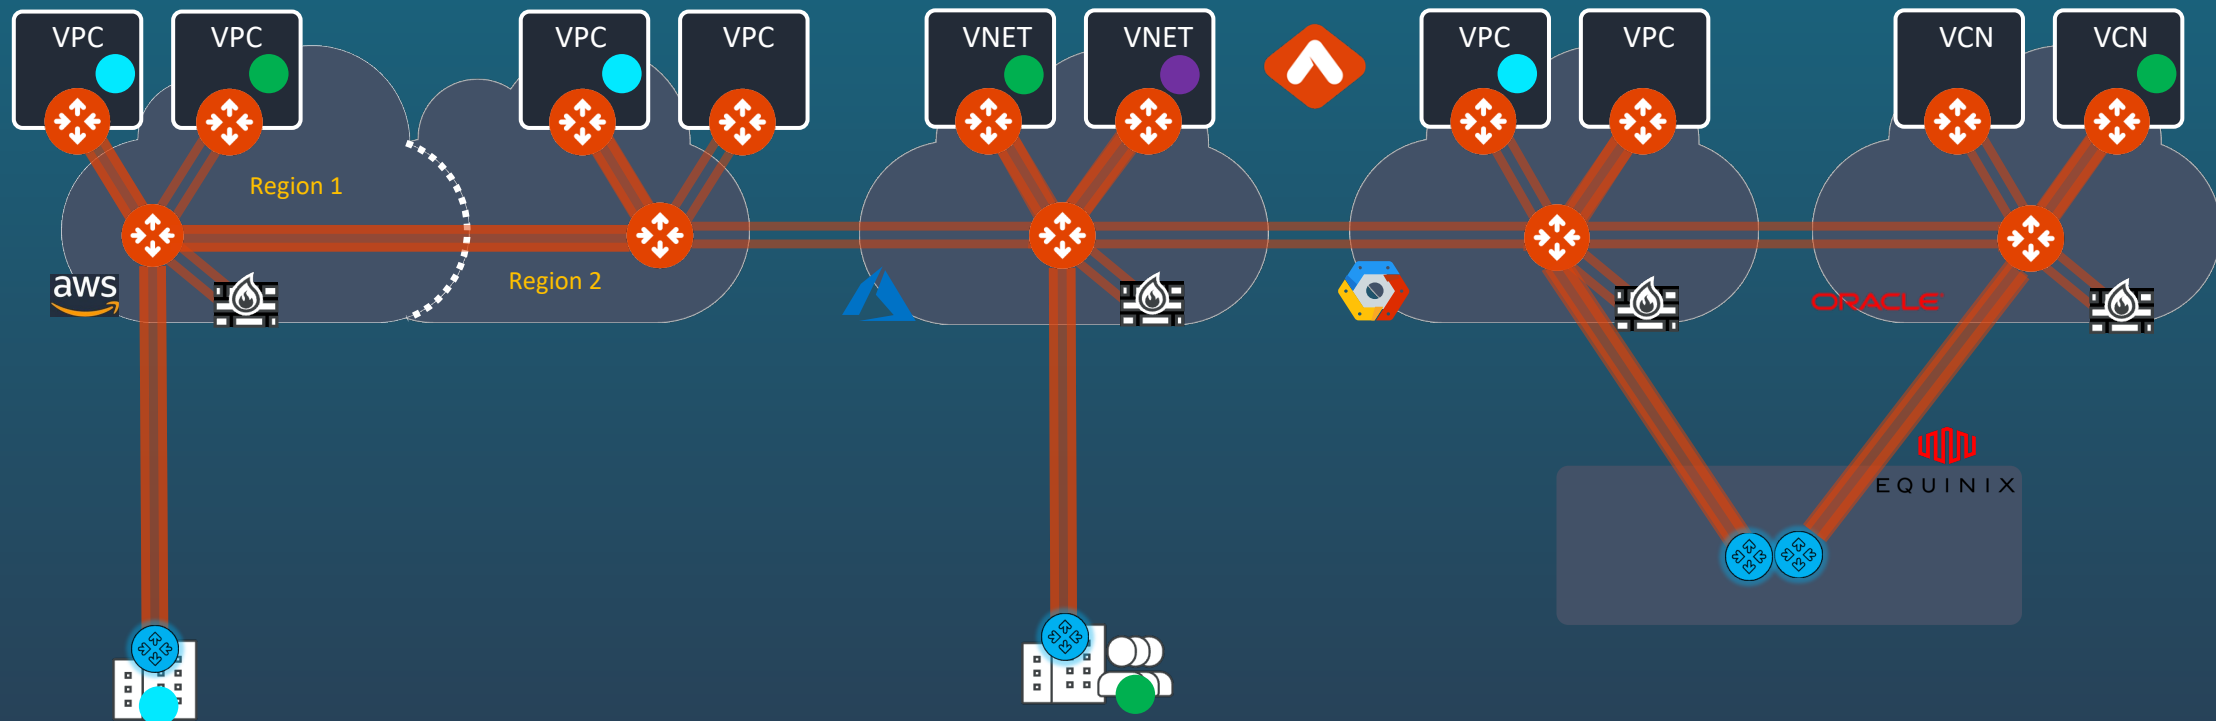 VPC
VPC
VPC
VPC
VNET
VNET
VPC
VPC
VCN
VCN
Region 1
Region 2
aws
ORACLE
EQUINIX